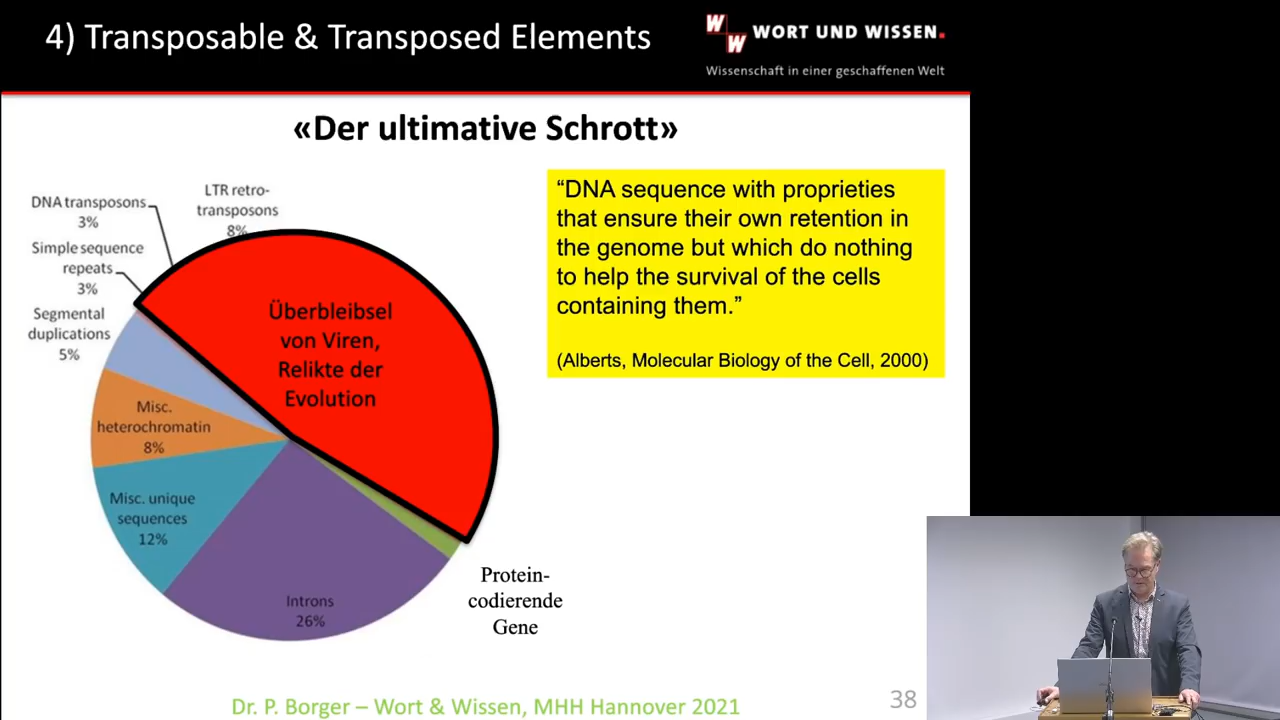 4) Transposable & Transposed Elements
W
W
WORT UND WISSEN.
Wissenschaft in einer geschaffenen Welt
«Der ultimative Schrott»
DNA transposons
3%
LTR retro-
transposons
8%
Simple sequence
repeats
3%
Segmental
duplications
5%
Misc.
heterochromatin
8%
Misc. unique
sequences
12%
Introns
26%
Überbleibsel
von Viren,
Relikte der
Evolution
Protein-
codierende
Gene
“DNA sequence with proprieties
that ensure their own retention in
the genome but which do nothing
to help the survival of the cells
containing them.”
(Alberts, Molecular Biology of the Cell, 2000)
Dr. P. Borger – Wort & Wissen, MHH Hannover 2021
38